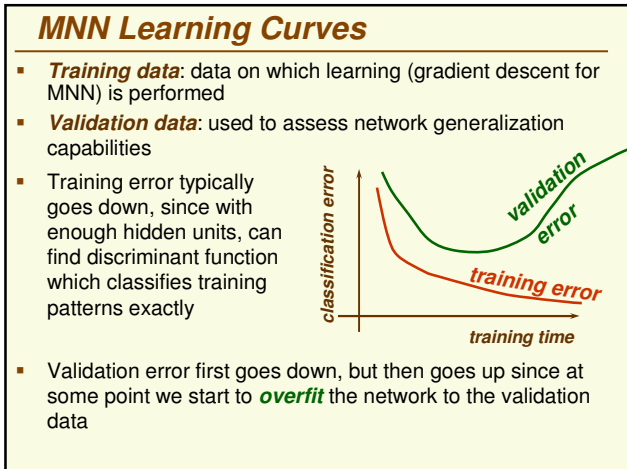 MNN Learning Curves
▪ Training data: data on which learning (gradient descent for
MNN) is performed
▪ Validation data: used to assess network generalization
capabilities
▪ Training error typically
goes down, since with
enough hidden units, can
find discriminant function
which classifies training
patterns exactly
classification error
validation
error
training error
training time
▪ Validation error first goes down, but then goes up since at
some point we start to overfit the network to the validation
data